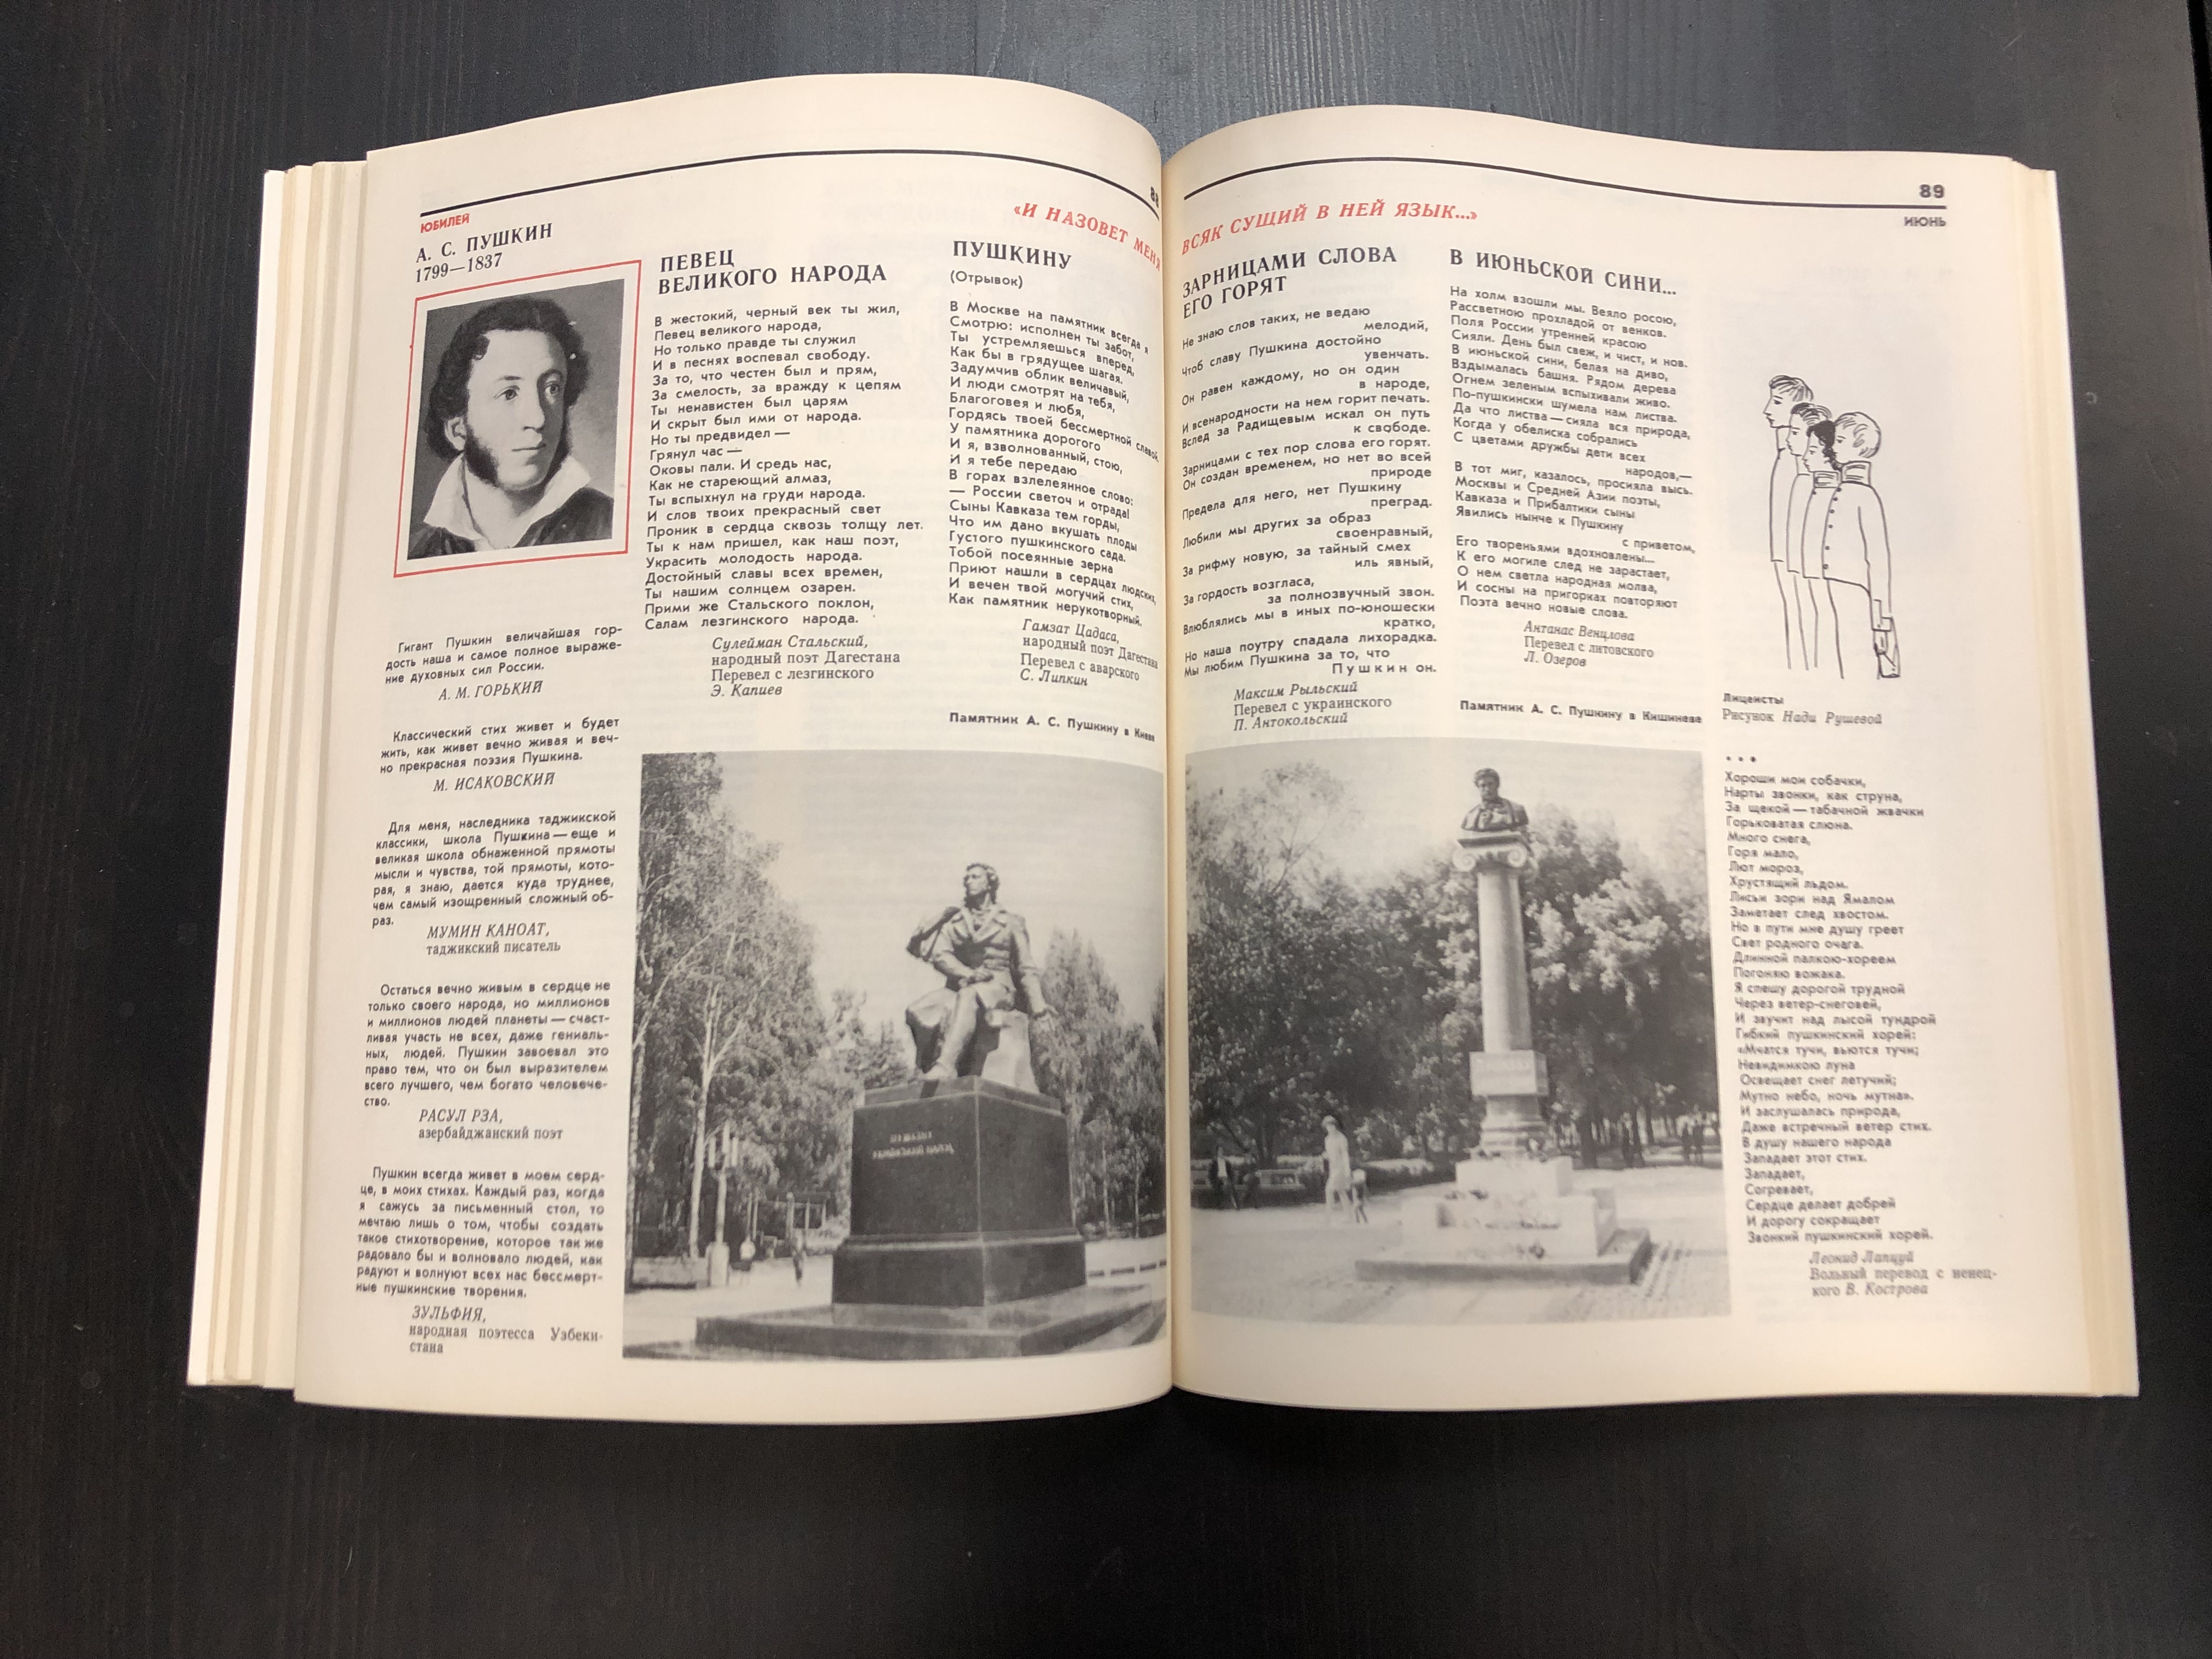 88
ЮБИЛЕЙ
«И НАЗОВЕТ МЕНЯ
А. С. ПУШКИН
1799—1837
Гигант Пушкин величайшая гор-
дость наша и самое полное выраже-
ние духовных сил России.
А. М. ГОРЬКИЙ
Классический стих живет и будет
жить, как живет вечно живая и веч-
но прекрасная поэзия Пушкина.
М. ИСАКОВСКИЙ
Для меня, наследника таджикской
классики, школа Пушкина — еще и
великая школа обнаженной прямоты
мысли и чувства, той прямоты, кото-
рая, я знаю, дается куда труднее,
чем самый изощренный сложный об-
раз.
МУМИН КАНОАТ,
таджикский писатель
Остаться вечно живым в сердце не
только своего народа, но миллионов
и миллионов людей планеты — счаст-
ливая участь не всех, даже гениаль-
ных, людей. Пушкин завоевал это
право тем, что он был выразителем
всего лучшего, чем богато человече-
ство.
РАСУЛ РЗА,
азербайджанский поэт
Пушкин всегда живет в моем серд-
це, в моих стихах. Каждый раз, когда
я сажусь за письменный стол, то
мечтаю лишь о том, чтобы создать
такое стихотворение, которое так же
радовало бы и волновало людей, как
радуют и волнуют всех нас бессмерт-
ные пушкинские творения.
ЗУЛЬФИЯ,
народная поэтесса Узбеки-
стана
ПЕВЕЦ
ВЕЛИКОГО НАРОДА
В жестокий, черный век ты жил,
Певец великого народа,
Но только правде ты служил
И в песнях воспевал свободу.
За то, что честен был и прям,
За смелость, за вражду к цепям
Ты ненавистен был царям
И скрыт был ими от народа.
Но ты предвидел —
Грянул час —
Оковы пали. И средь нас,
Как не стареющий алмаз,
Ты вспыхнул на груди народа.
И слов твоих прекрасный свет
Проник в сердца сквозь толщу лет.
Ты к нам пришел, как наш поэт,
Украсить молодость народа.
Достойный славы всех времен,
Ты нашим солнцем озарен.
Прими же Стальского поклон,
Салам лезгинского народа.
Сулейман Стальский,
народный поэт Дагестана
Перевел с лезгинского
Э. Капиев
ПУШКИНУ
(Отрывок)
В Москве на памятник всегда я
Смотрю: исполнен ты забот,
Ты устремляешься вперед,
Как бы в грядущее шагая.
Задумчив облик величавый,
И люди смотрят на тебя,
Благоговея и любя,
Гордясь твоей бессмертной славой.
У памятника дорогого
И я, взволнованный, стою,
И я тебе передаю
В горах взлелеянное слово:
— России светоч и отрада!
Сыны Кавказа тем горды,
Что им дано вкушать плоды
Густого пушкинского сада.
Тобой посеянные зерна
Приют нашли в сердцах людских,
И вечен твой могучий стих,
Как памятник нерукотворный.
Гамзат Цадаса,
народный поэт Дагестана
Перевел с аварского
С. Липкин
Памятник А. С. Пушкину в Киеве
89
ИЮНЬ
ВСЯК СУЩИЙ В НЕЙ ЯЗЫК...»
ЗАРНИЦАМИ СЛОВА
ЕГО ГОРЯТ
Не знаю слов таких, не ведаю
мелодий,
Чтоб славу Пушкина достойно
увенчать.
Он равен каждому, но он один
в народе,
И всенародности на нем горит печать.
Вслед за Радищевым искал он путь
к свободе.
Зарницами с тех пор слова его горят.
Он создан временем, но нет во всей
природе
Предела для него, нет Пушкину
преград.
Любили мы других за образ
своенравный,
За рифму новую, за тайный смех
иль явный,
За гордость возгласа,
за полнозвучный звон.
Влюблялись мы в иных по-юношески
кратко,
Но наша поутру спадала лихорадка.
Мы любим Пушкина за то, что
Пушкин он.
Максим Рыльский
Перевел с украинского
П. Антокольский
В ИЮНЬСКОЙ СИНИ...
На холм взошли мы. Веяло росою,
Рассветною прохладой от венков.
Поля России утренней красою
Сияли. День был свеж, и чист, и нов.
В июньской сини, белая на диво,
Вздымалась башня. Рядом дерева
Огнем зеленым вспыхивали живо.
По-пушкински шумела нам листва.
Да что листва — сияла вся природа,
Когда у обелиска собрались
С цветами дружбы дети всех
народов,—
В тот миг, казалось, просияла высь.
Москвы и Средней Азии поэты,
Кавказа и Прибалтики сыны
Явились нынче к Пушкину
с приветом,
Его твореньями вдохновлены...
К его могиле след не зарастает,
О нем светла народная молва,
И сосны на пригорках повторяют
Поэта вечно новые слова.
Антанас Венцлова
Перевел с литовского
Л. Озеров
Памятник А. С. Пушкину в Кишиневе
Лицеисты
Рисунок Нади Рушевой
• • •
Хороши мои собачки,
Нарты звонки, как струна,
За щекой — табачной жвачки
Горьковатая слюна.
Много снега,
Горя мало,
Лют мороз,
Хрустящий льдом.
Лисьи зори над Ямалом
Заметает след хвостом.
Но в пути мне душу греет
Свет родного очага.
Длинной палкою-хореем
Погоняю вожака.
Я спешу дорогой трудной
Через ветер-снеговей,
И звучит над лысой тундрой
Гибкий пушкинский хорей:
«Мчатся тучи, вьются тучи;
Невидимкою луна
Освещает снег летучий;
Мутно небо, ночь мутна».
И заслушалась природа,
Даже встречный ветер стих.
В душу нашего народа
Западает этот стих.
Западает,
Согревает,
Сердце делает добрей
И дорогу сокращает
Звонкий пушкинский хорей.
Леонид Лапцуй
Вольный перевод с ненец-
кого В. Кострова